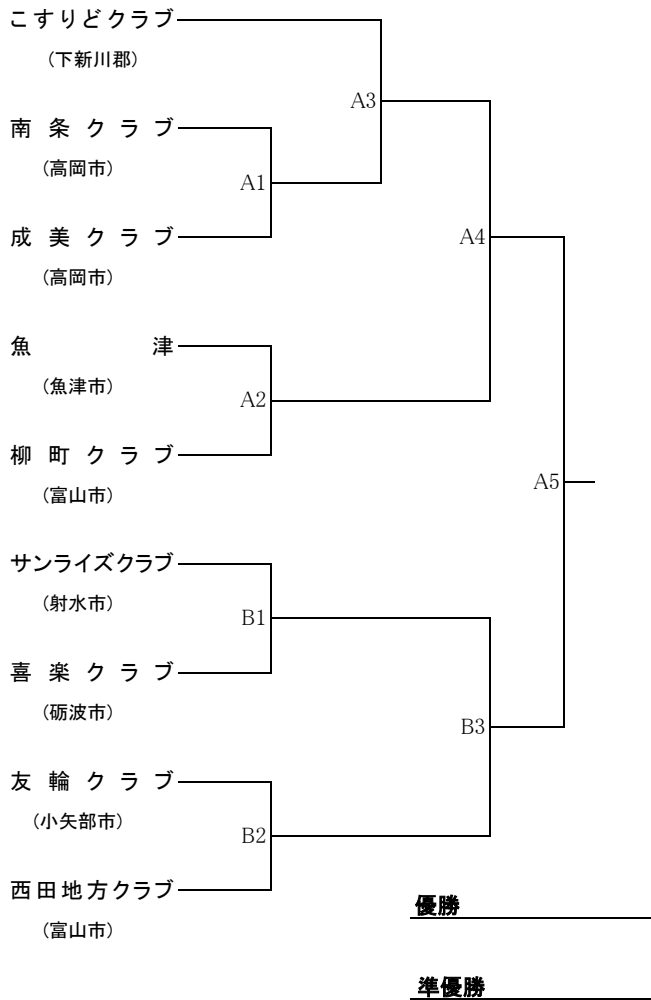 こすりどクラブ
(下新川郡)
A3
南条クラブ
(高岡市)
A1
成美クラブ
(高岡市)
A4
魚津
(魚津市)
A2
柳町クラブ
(富山市)
A5
サンライズクラブ
(射水市)
B1
喜楽クラブ
(砺波市)
B3
友輪クラブ
(小矢部市)
B2
西田地方クラブ
(富山市)
優勝
準優勝